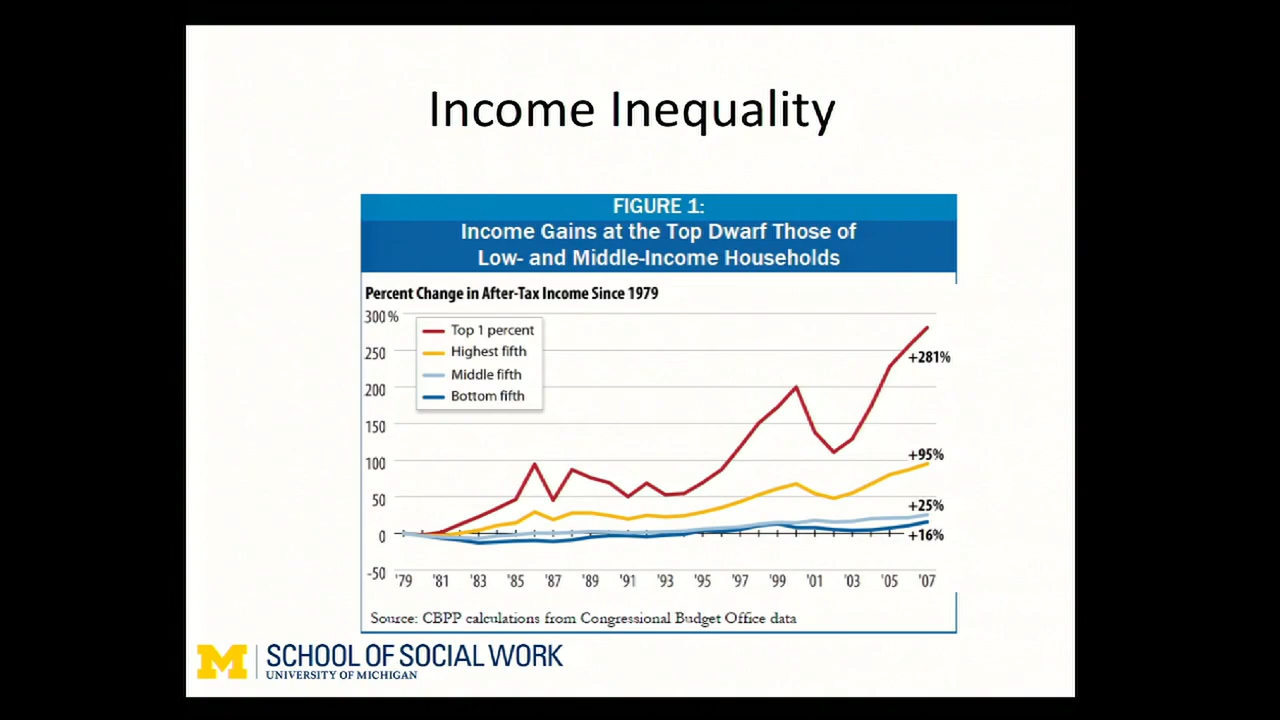 Income Inequality
FIGURE 1:
Income Gains at the Top Dwarf Those of
Low- and Middle-Income Households
Percent Change in After-Tax Income Since 1979
300%
Top 1 percent
Highest fifth
Middle fifth
Bottom fifth
250
200
150
100
50
0
-50
+281%
+95%
+25%
+16%
'79 '81 '83 '85 '87 '89 '91 '93 '95 '97 '99 '01 '03 '05 '07
Source: CBPP calculations from Congressional Budget Office data
M SCHOOL OF SOCIAL WORK
UNIVERSITY OF MICHIGAN